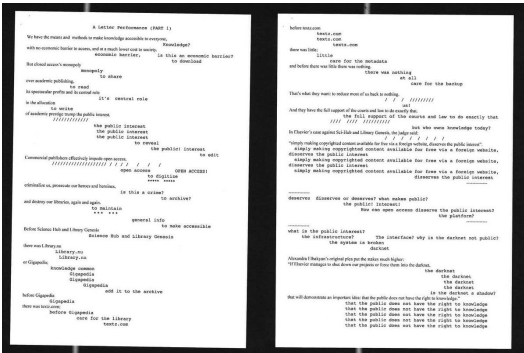 A Letter Performance (PART 1)
We have the means and methods to make knowledge accessible to everyone,
Knowledge?
with no economic barrier to access, and at a much lower cost to society.
economic barrier, is this an economic barrier?
to download
But closed access's monopoly
monopoly
to share
over academic publishing,
to read
its spectacular profits and its central role
it's central role
in the allocation
to write
of academic prestige trump the public interest.
////////////
the public interest
the public interest
the public interest
to reveal
the public! interest!
to edit
Commercial publishers effectively impede open access,
///////////////// / / / / /
open access OPEN ACCESS!
to digitize
***** *****
criminalize us, prosecute our heroes and heroines,
is this a crime?
to archive?
and destroy our libraries, again and again.
to maintain
*** ***
general info
to make accessible
Before Science Hub and Library Genesis
Science Hub and Library Genesis
there was Library.nu
Library.nu
Library.nu
or Gigapedia;
knowledge common
Gigapedia
Gigapedia
Gigapedia
add it to the archive
before Gigapedia
Gigapedia
there was texts.com;
before Gigapedia
care for the library
texts.com
before texts.com
texts.com
texts.com
texts.com
there was little;
little
care for the metadata
and before there was little there was nothing.
there was nothing
at all
care for the backup
That's what they want: to reduce most of us back to nothing.
/ / / /////////
us!
And they have the full support of the courts and law to do exactly that.
the full support of the courts and law to do exactly that
//// //// //////////
but who owns knowledge today?
/ / / / / / /
In Elsevier's case against Sci-Hub and Library Genesis, the judge said:
"simply making copyrighted content available for free via a foreign website, disserves the public interest".
simply making copyrighted content available for free via a foreign website,
disserves the public interest
simply making copyrighted content available for free via a foreign website,
disserves the public interest
simply making copyrighted content available for free via a foreign website,
disserves the public interest
deserves disserves or deserves? what makes public?
the public interest!
How can open access disserve the public interest?
the platform?
what is the public interest?
the infrastructure? The interface? why is the darknet not public?
the system is broken
darknet
Alexandra Elbakyan's original plea put the stakes much higher:
"If Elsevier manages to shut down our projects or force them into the darknet,
the darknet
the darknet
the darknet
the darknet
is the darknet a shadow?
that will demonstrate an important idea: that the public does not have the right to knowledge."
that the public does not have the right to knowledge
that the public does not have the right to knowledge
that the public does not have the right to knowledge
that the public does not have the right to knowledge
that the public does not have the right to knowledge